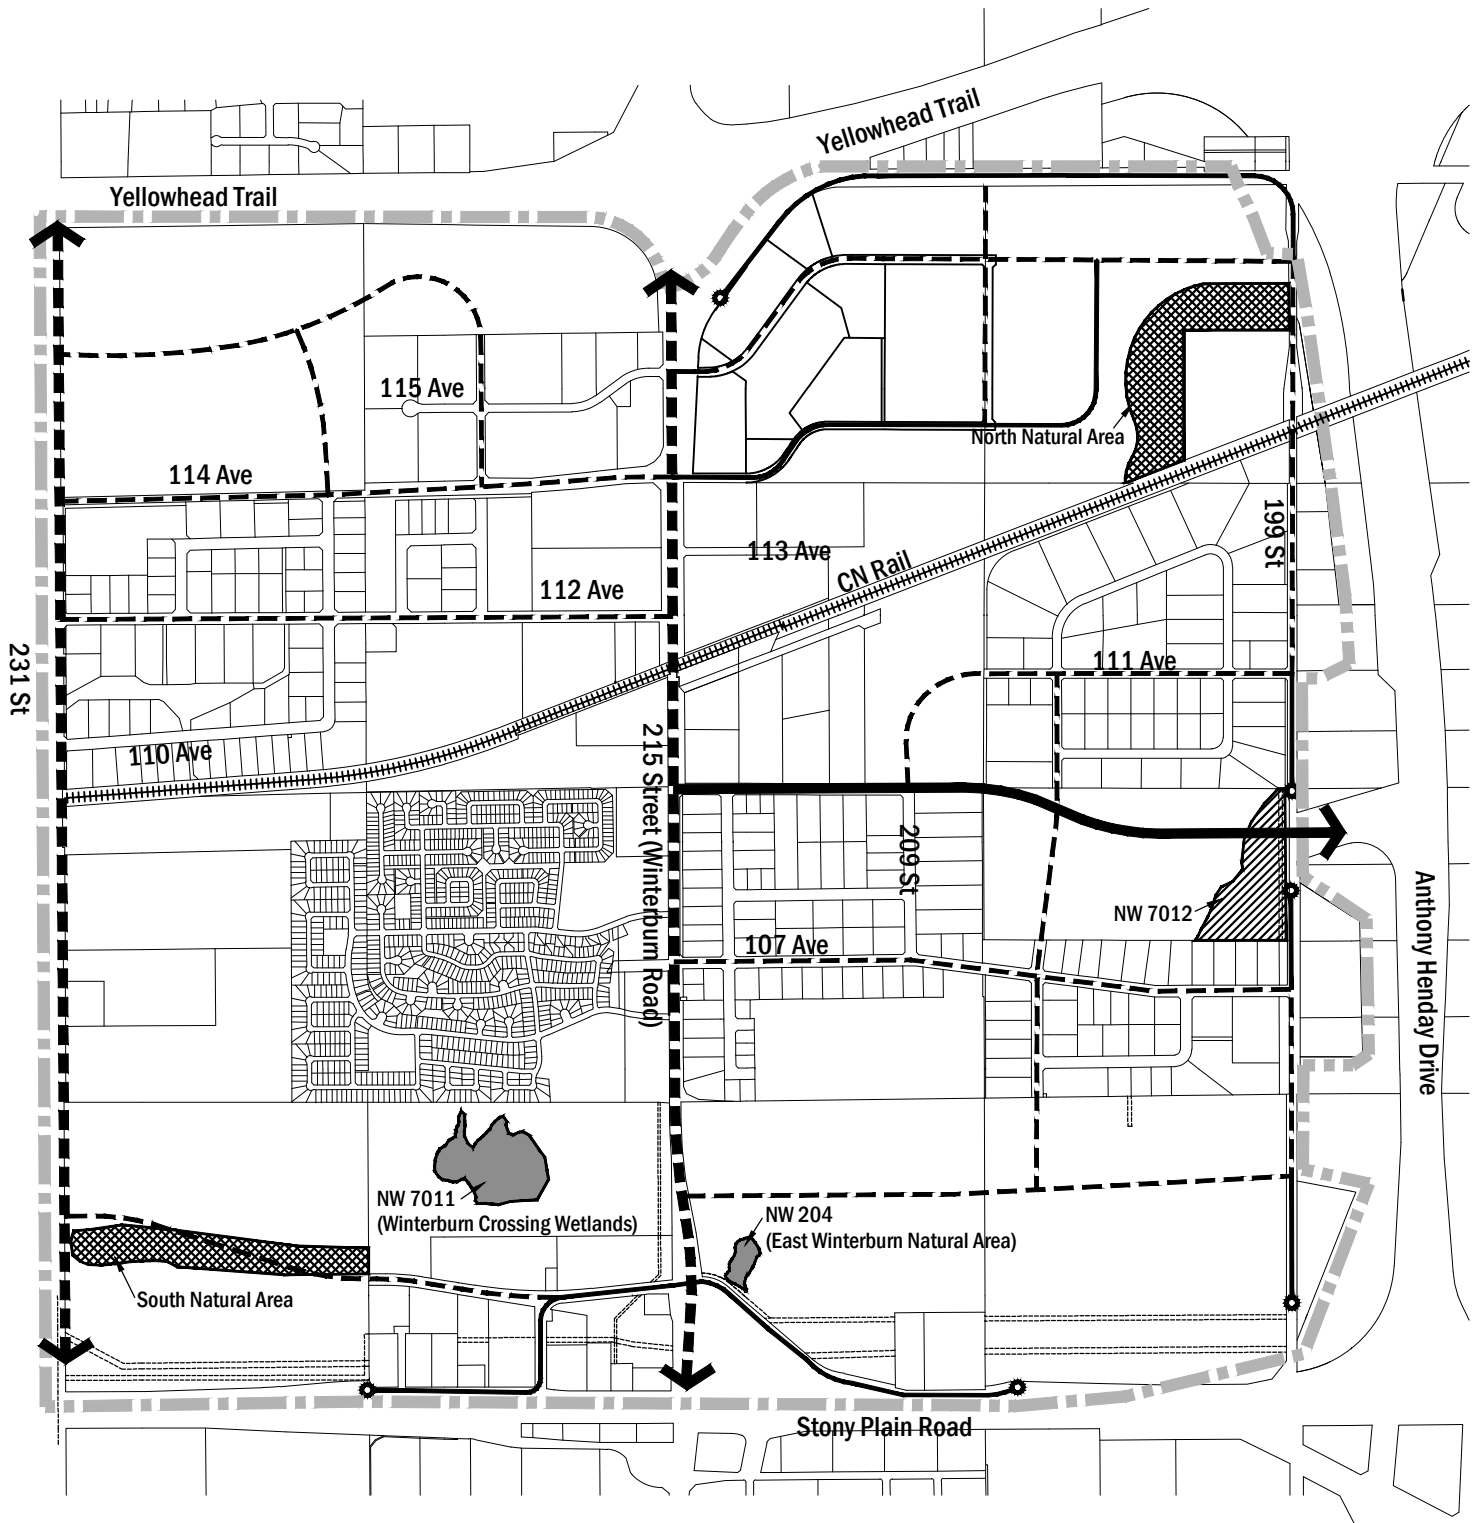 Yellowhead Trail
Yellowhead Trail
115 Ave
North Natural Area
114 Ave
199 St
113 Ave
CN Rail
112 Ave
231 St
111 Ave
110 Ave
215 Street (Winterburn Road)
209 St
NW 7012
107 Ave
Anthony Henday Drive
NW 7011
(Winterburn Crossing Wetlands)
NW 204
(East Winterburn Natural Area)
South Natural Area
Stony Plain Road